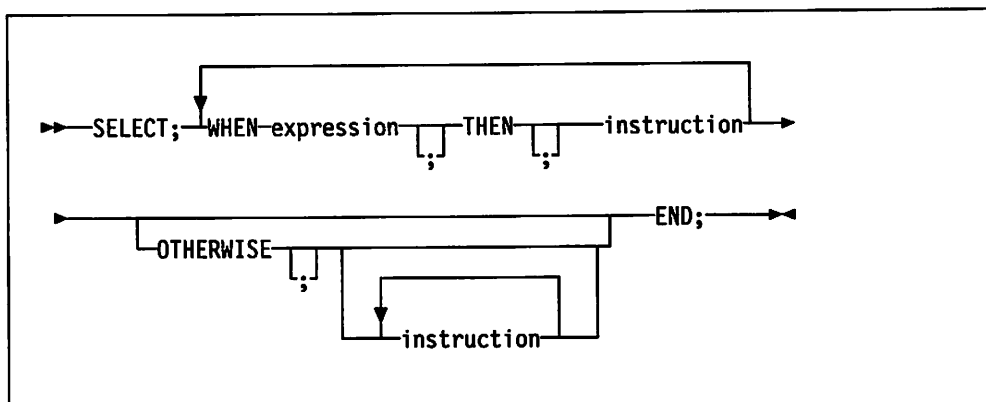 SELECT; WHEN expression ; THEN ; instruction
END;
OTHERWISE ;
instruction